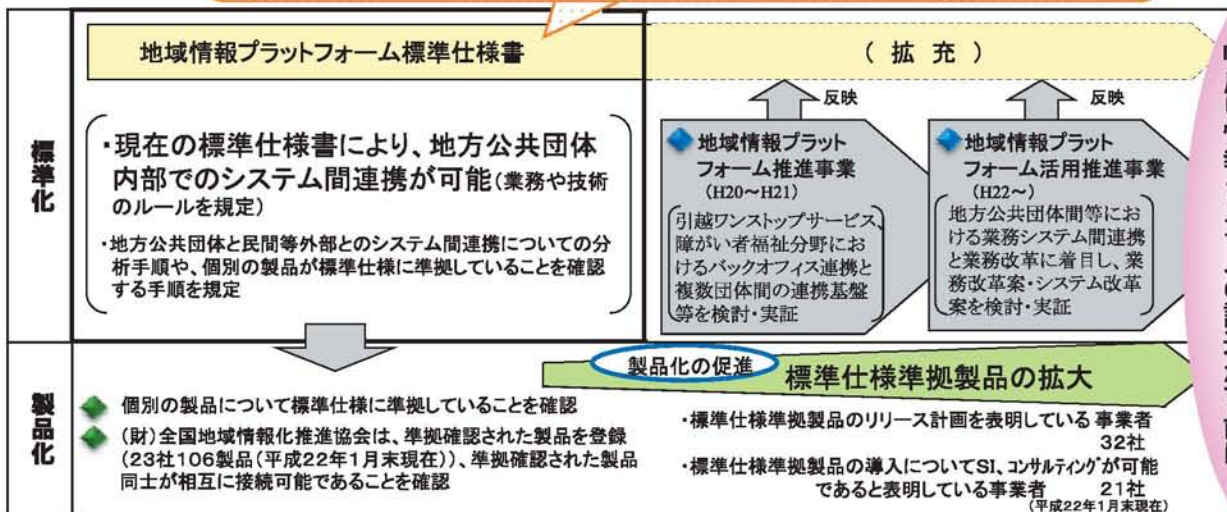 地域情報プラットフォーム標準仕様書
(拡充)
標準化
・現在の標準仕様書により、地方公共団体
内部でのシステム間連携が可能(業務や技術
のルールを規定)
・地方公共団体と民間等外部とのシステム間連携についての分
析手順や、個別の製品が標準仕様に準拠していることを確認
する手順を規定
反映
地域情報プラット
フォーム推進事業
(H20~H21)
引越ワンストップサービス、
障がい者福祉分野にお
けるバックオフィス連携と
複数団体間の連携基盤
等を検討・実証
反映
地域情報プラット
フォーム活用推進事業
(H22~)
地方公共団体間等にお
ける業務システム間連携
と業務改革に着目し、業
務改革案・システム改革
案を検討・実証
製品化
個別の製品について標準仕様に準拠していることを確認
(財)全国地域情報化推進協会は、準拠確認された製品を登録
(23社106製品(平成22年1月末現在))、準拠確認された製品
同士が相互に接続可能であることを確認
製品化の促進
標準仕様準拠製品の拡大
・標準仕様準拠製品のリリース計画を表明している 事業者
32社
・標準仕様準拠製品の導入についてSI、コンサルティングが可能
であると表明している事業者 21社
(平成22年1月末現在)